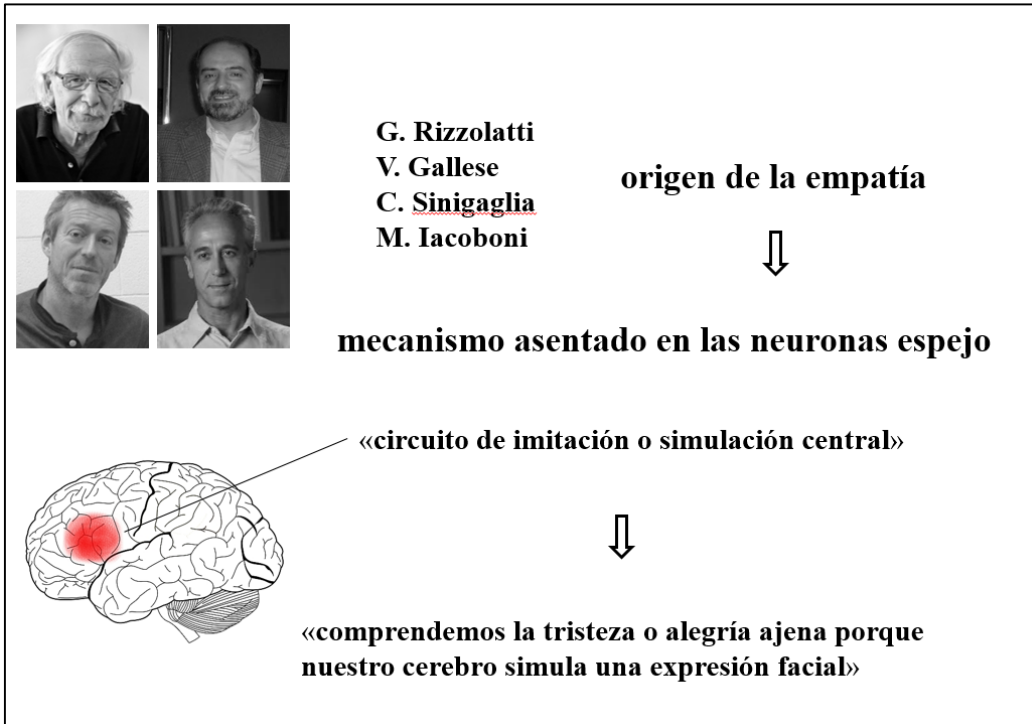 G. Rizzolatti
V. Gallese
C. Sinigaglia
M. Iacoboni
origen de la empatía
mecanismo asentado en las neuronas espejo
«circuito de imitación o simulación central»
«comprendemos la tristeza o alegría ajena porque
nuestro cerebro simula una expresión facial»